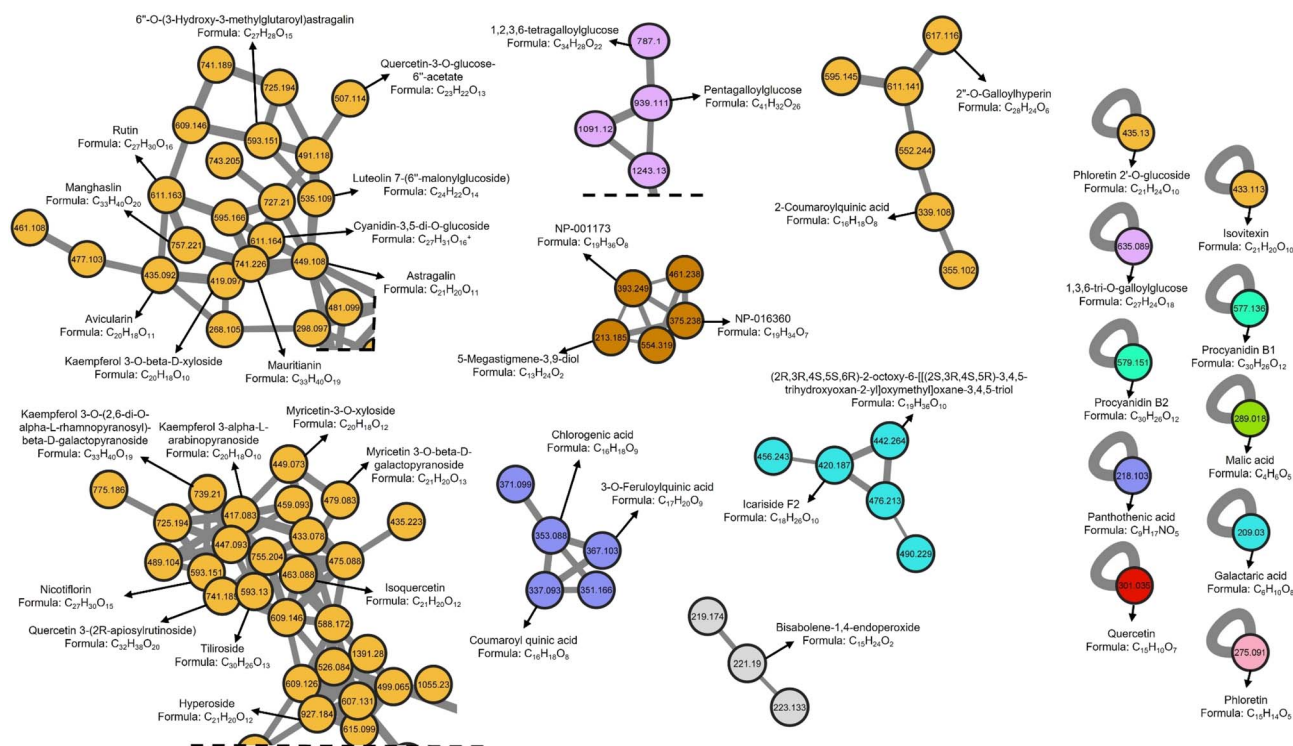 6"-O-(3-Hydroxy-3-methylglutaroyl)astragalin
Formula: C27H28O15
741.189
725.194
507.114
Quercetin-3-O-glucose-
6"-acetate
Formula: C23H22O13
609.146
593.151
491.118
Rutin
Formula: C27H30O16
743.205
Manghaslin
Formula: C33H40O20
611.163
727.21
535.109
Luteolin 7-(6"-malonylglucoside)
Formula: C24H22O14
595.166
461.108
757.221
611.164
Cyanidin-3,5-di-O-glucoside
Formula: C27H31O16+
477.103
435.092
419.097
741.226
449.108
Astragalin
Formula: C21H20O11
481.099
268.105
298.097
Avicularin
Formula: C20H18O11
Kaempferol 3-O-beta-D-xyloside
Formula: C20H18O10
Mauritianin
Formula: C33H40O19
1,2,3,6-tetragalloylglucose
Formula: C34H28O22
787.1
939.111
Pentagalloylglucose
Formula: C41H32O26
1091.12
1243.13
NP-001173
Formula: C19H36O8
393.249
461.238
375.238
NP-016360
Formula: C19H34O7
213.185
554.319
5-Megastigmene-3,9-diol
Formula: C13H24O2
617.116
595.145
611.141
2"-O-Galloylhyperin
Formula: C28H24O6
552.244
2-Coumaroylquinic acid
Formula: C16H18O8
339.108
355.102
435.13
Phloretin 2'-O-glucoside
Formula: C21H24O10
433.113
Isovitexin
Formula: C21H20O10
635.089
1,3,6-tri-O-galloylglucose
Formula: C27H24O18
577.136
Procyanidin B1
Formula: C30H26O12
579.151
Procyanidin B2
Formula: C30H26O12
289.018
Malic acid
Formula: C4H6O5
218.103
Panthothenic acid
Formula: C9H17NO5
209.03
Galactaric acid
Formula: C6H10O8
301.035
Quercetin
Formula: C15H10O7
275.091
Phloretin
Formula: C15H14O5
Kaempferol 3-O-(2,6-di-O-
alpha-L-rhamnopyranosyl)-
beta-D-galactopyranoside
Formula: C33H40O19
Kaempferol 3-alpha-L-
arabinopyranoside
Formula: C20H18O10
Myricetin-3-O-xyloside
Formula: C20H18O12
Myricetin 3-O-beta-D-
galactopyranoside
Formula: C21H20O13
449.073
775.186
739.21
459.093
479.083
725.194
417.083
435.223
433.078
447.093
755.204
475.088
489.104
593.151
463.088
Isoquercetin
Formula: C21H20O12
741.189
593.13
Nicotiflorin
Formula: C27H30O15
Quercetin 3-(2R-apiosylrutinoside)
Formula: C32H38O20
Tiliroside
Formula: C30H26O13
609.146
588.172
526.084
1391.28
609.126
499.065
1055.23
607.131
Hyperoside
Formula: C21H20O12
927.184
615.099
Chlorogenic acid
Formula: C16H18O9
371.099
353.088
3-O-Feruloylquinic acid
Formula: C17H20O9
367.103
337.093
351.166
Coumaroyl quinic acid
Formula: C16H18O8
(2R,3R,4S,5S,6R)-2-octoxy-6-[[(2S,3R,4S,5R)-3,4,5-
trihydroxyoxan-2-yl]oxymethyl]oxane-3,4,5-triol
Formula: C19H36O10
442.264
456.243
420.187
476.213
Icariside F2
Formula: C18H26O10
490.229
219.174
221.19
Bisabolene-1,4-endoperoxide
Formula: C15H24O2
223.133